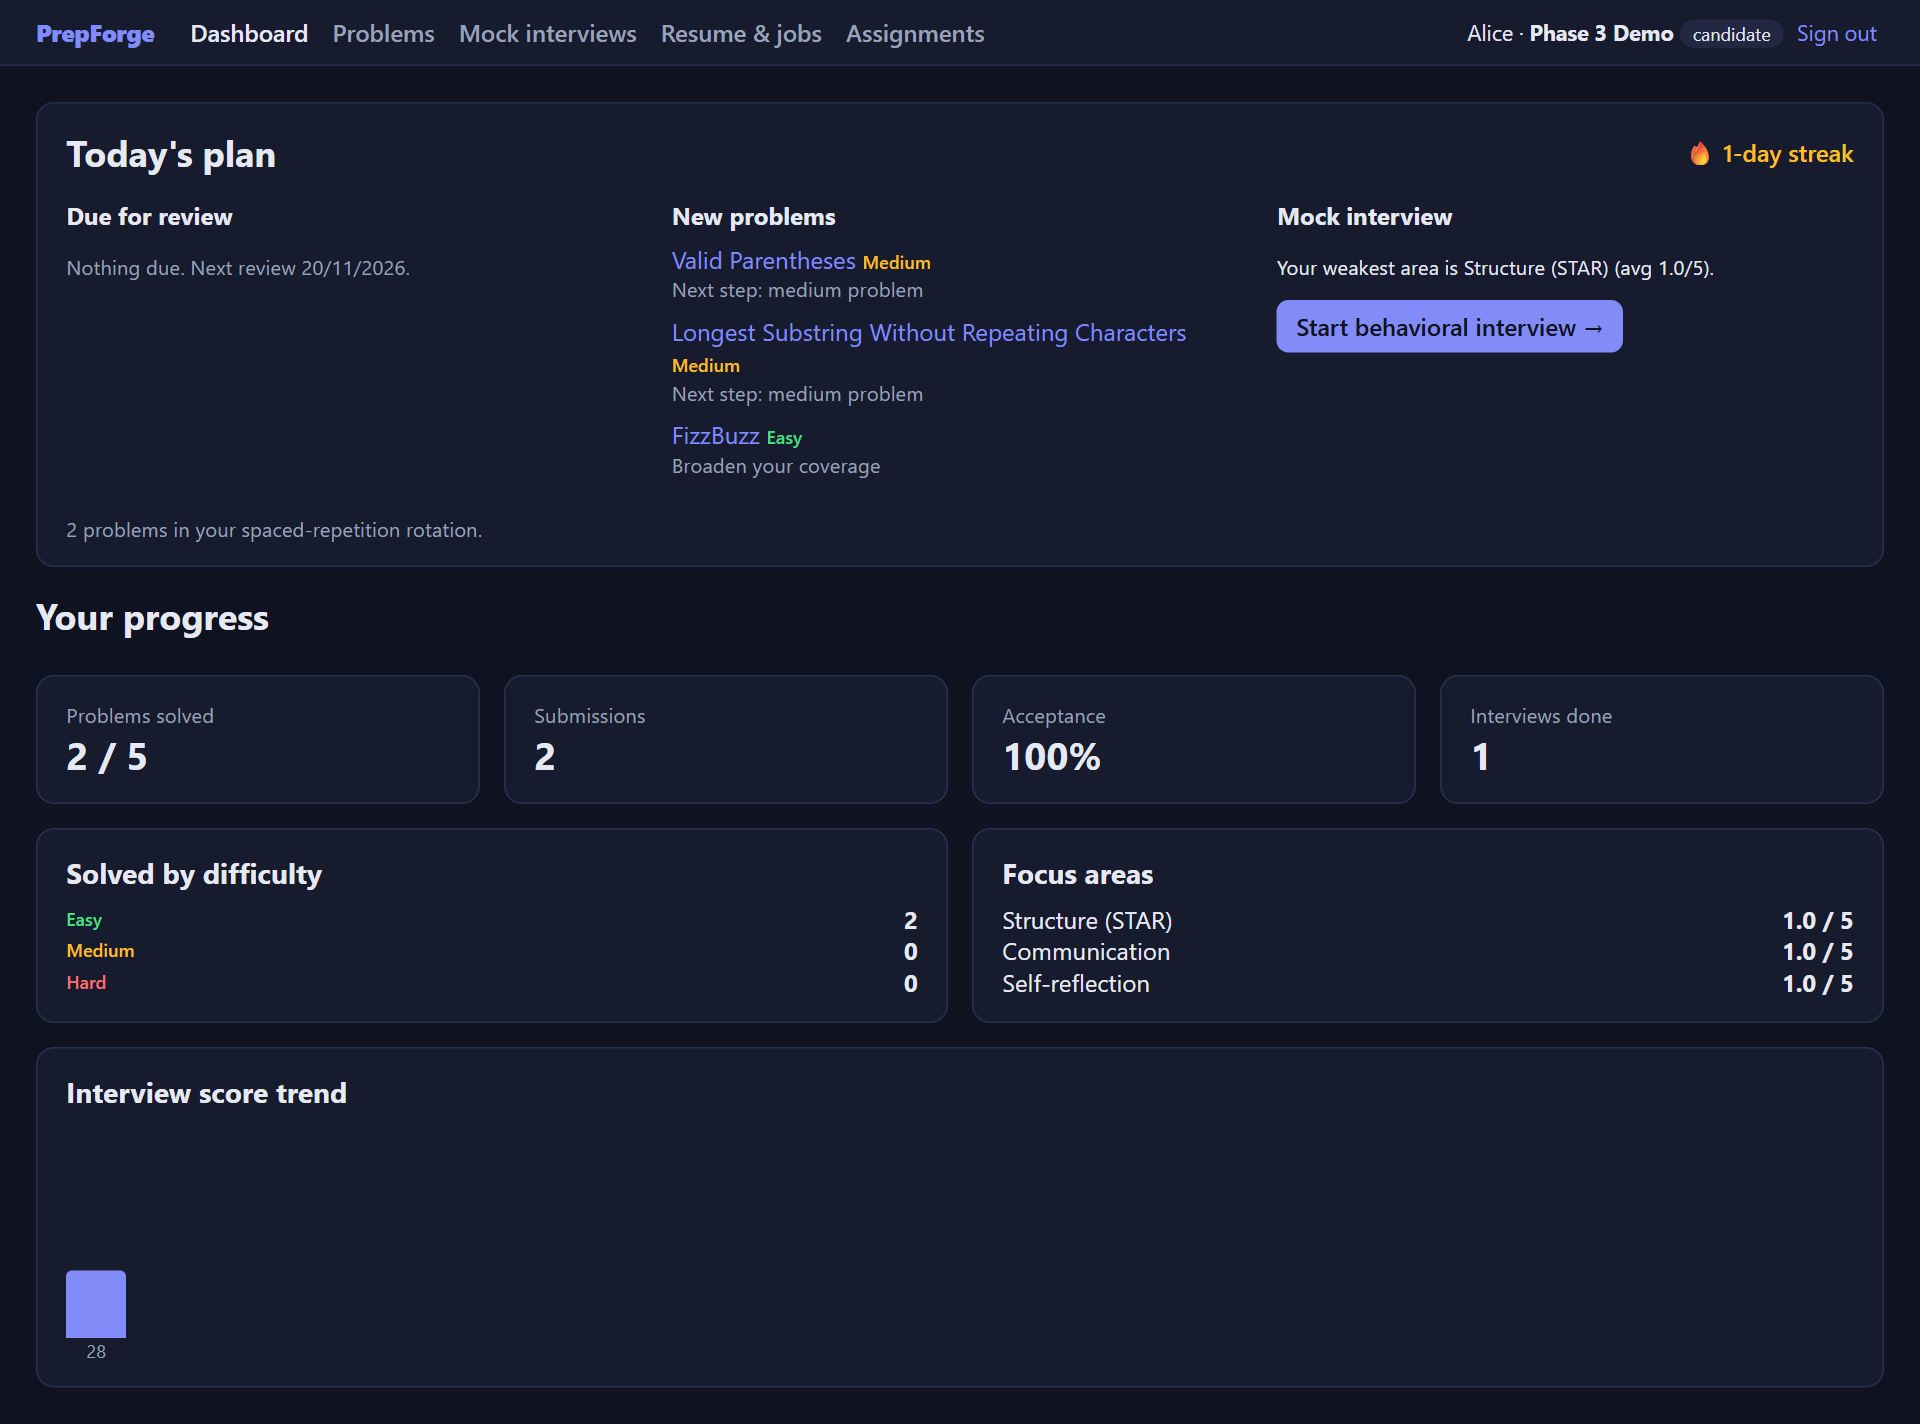 PrepForge Dashboard Problems Mock interviews Resume & jobs Assignments Alice · Phase 3 Demo candidate Sign out
Today's plan
🔥 1-day streak
Due for review
Nothing due. Next review 20/11/2026.
New problems
Valid Parentheses Medium
Next step: medium problem
Longest Substring Without Repeating Characters
Medium
Next step: medium problem
FizzBuzz Easy
Broaden your coverage
Mock interview
Your weakest area is Structure (STAR) (avg 1.0/5).
Start behavioral interview →
2 problems in your spaced-repetition rotation.
Your progress
Problems solved
2 / 5
Submissions
2
Acceptance
100%
Interviews done
1
Solved by difficulty
Easy 2
Medium 0
Hard 0
Focus areas
Structure (STAR) 1.0 / 5
Communication 1.0 / 5
Self-reflection 1.0 / 5
Interview score trend
28